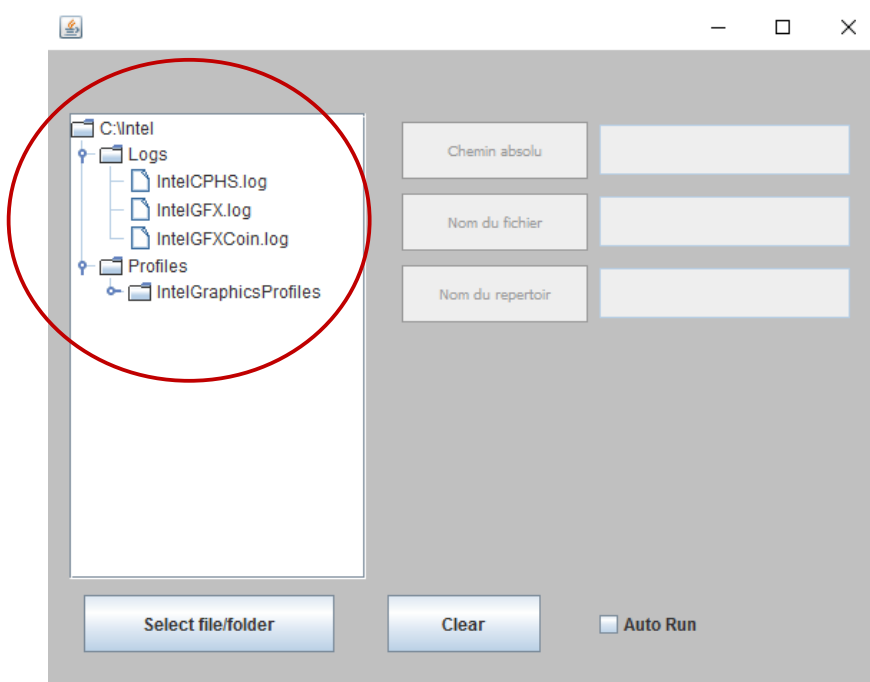 C:\Intel
Logs
IntelCPHS.log
IntelGFX.log
IntelGFXCoin.log
Profiles
IntelGraphicsProfiles
Chemin absolu
Nom du fichier
Nom du repertoir
Select file/folder
Clear
Auto Run